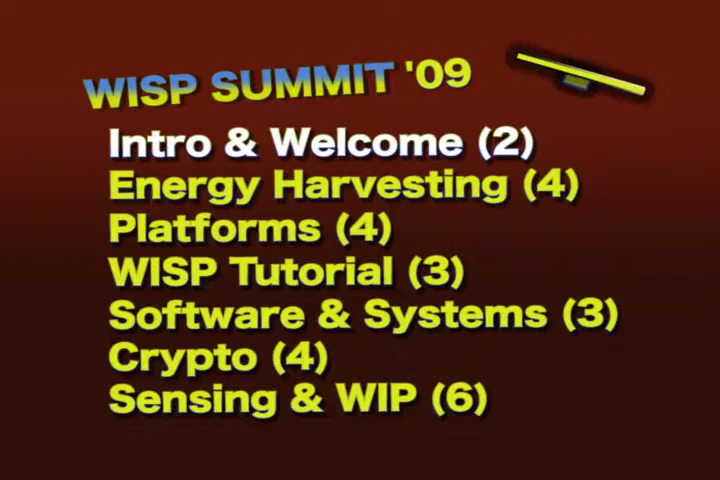 WISP SUMMIT '09
Intro & Welcome (2)
Energy Harvesting (4)
Platforms (4)
WISP Tutorial (3)
Software & Systems (3)
Crypto (4)
Sensing & WIP (6)